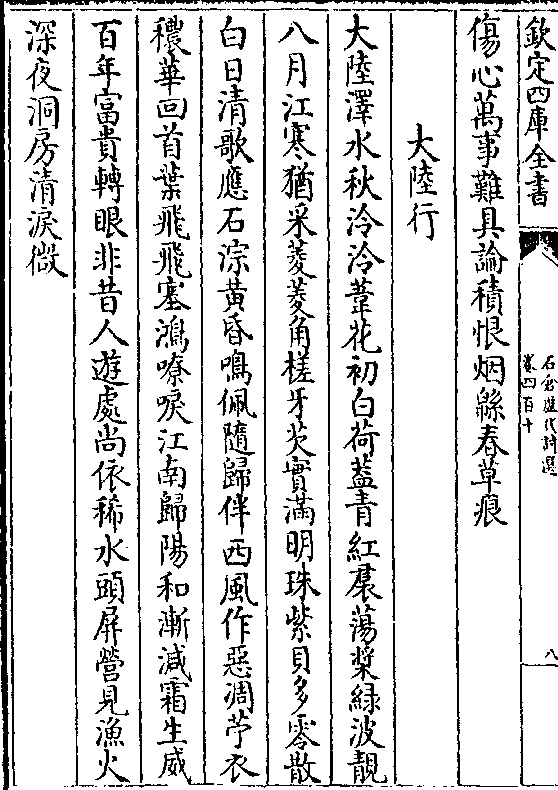 欽定四庫全書
石倉歷代詩選
卷四百十
八
傷心萬事難具論積恨烟緜春草痕
大陸行
大陸澤水秋泠泠葦花初白荷葢青紅裠蕩槳緑波靚
八月江寒猶采菱菱角槎牙芡實滿明珠紫貝多零散
白日清歌應石淙黄昏鳴佩隨歸伴西風作惡凋苧衣
穠華回首葉飛飛塞鴻嘹唳江南歸陽和漸減霜生威
百年富貴轉眼非昔人遊處尚依稀水頭屏營見漁火
深夜洞房清淚微